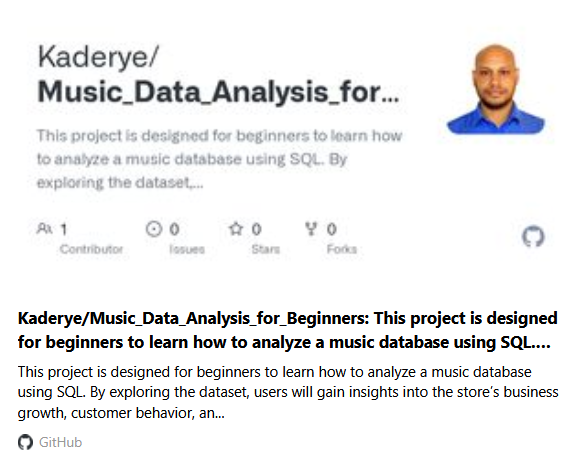 Kaderye/
Music_Data_Analysis_for...
This project is designed for beginners to learn how
to analyze a music database using SQL. By
exploring the dataset,...
1
Contributor
0
Issues
0
Stars
0
Forks
Kaderye/Music_Data_Analysis_for_Beginners: This project is designed
for beginners to learn how to analyze a music database using SQL....
This project is designed for beginners to learn how to analyze a music database
using SQL. By exploring the dataset, users will gain insights into the store's business
growth, customer behavior, an...
GitHub